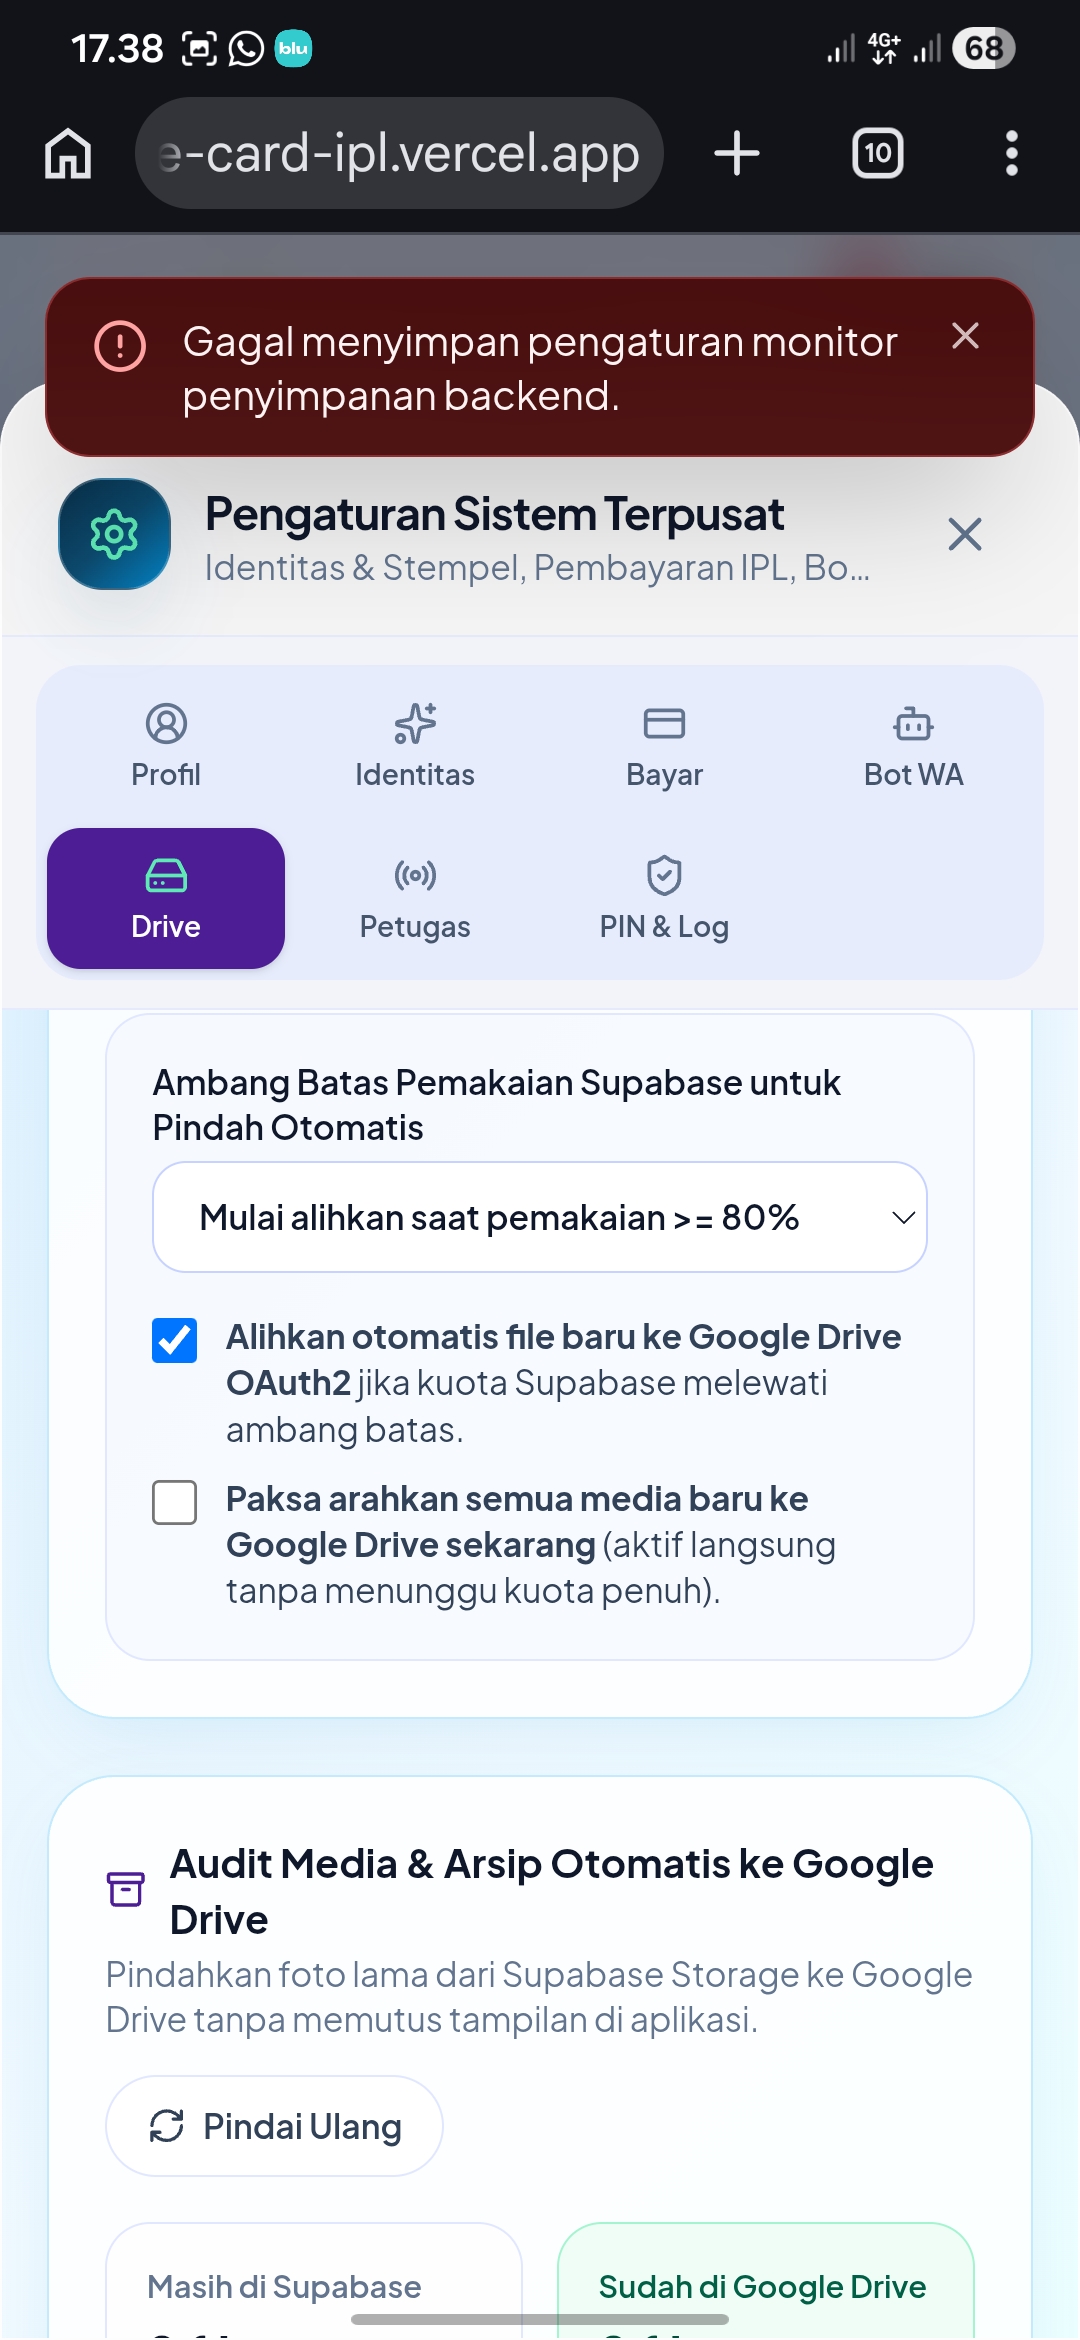 17.38
blu
4G+
68
e-card-ipl.vercel.app
10
Gagal menyimpan pengaturan monitor
penyimpanan backend.
Pengaturan Sistem Terpusat
Identitas & Stempel, Pembayaran IPL, Bo...
Profil
Identitas
Bayar
Bot WA
Drive
Petugas
PIN & Log
Ambang Batas Pemakaian Supabase untuk
Pindah Otomatis
Mulai alihkan saat pemakaian >= 80%
Alihkan otomatis file baru ke Google Drive
OAuth2 jika kuota Supabase melewati
ambang batas.
Paksa arahkan semua media baru ke
Google Drive sekarang (aktif langsung
tanpa menunggu kuota penuh).
Audit Media & Arsip Otomatis ke Google
Drive
Pindahkan foto lama dari Supabase Storage ke Google
Drive tanpa memutus tampilan di aplikasi.
Pindai Ulang
Masih di Supabase
Sudah di Google Drive